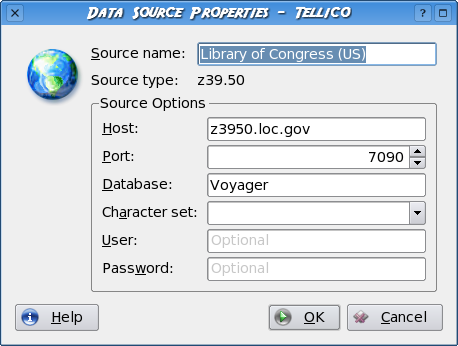 Data Source Properties – Tellico
Source name: Library of Congress (US)
Source type: z39.50
Source Options
Host: z3950.loc.gov
Port: 7090
Database: Voyager
Character set:
User: Optional
Password: Optional
Help OK Cancel